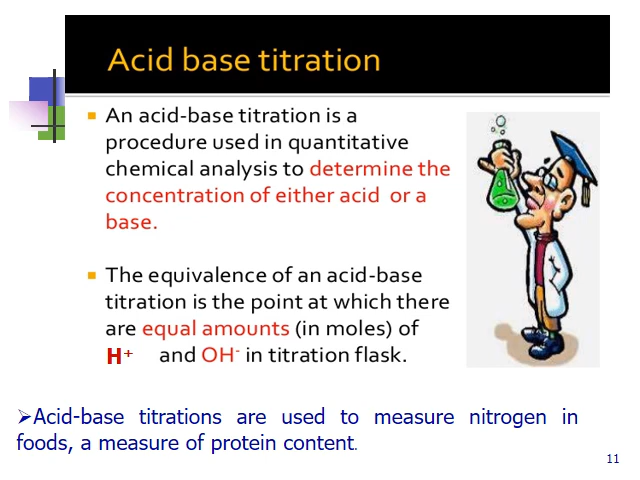 Acid base titration
▪ An acid-base titration is a
procedure used in quantitative
chemical analysis to determine the
concentration of either acid or a
base.
▪ The equivalence of an acid-base
titration is the point at which there
are equal amounts (in moles) of
H⁺ and OH⁻ in titration flask.
➢Acid-base titrations are used to measure nitrogen in
foods, a measure of protein content.
11